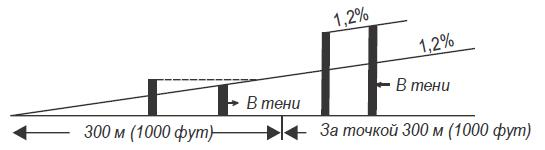 1,2%
1,2%
В тени
В тени
300 м (1000 фут)
За точкой 300 м (1000 фут)